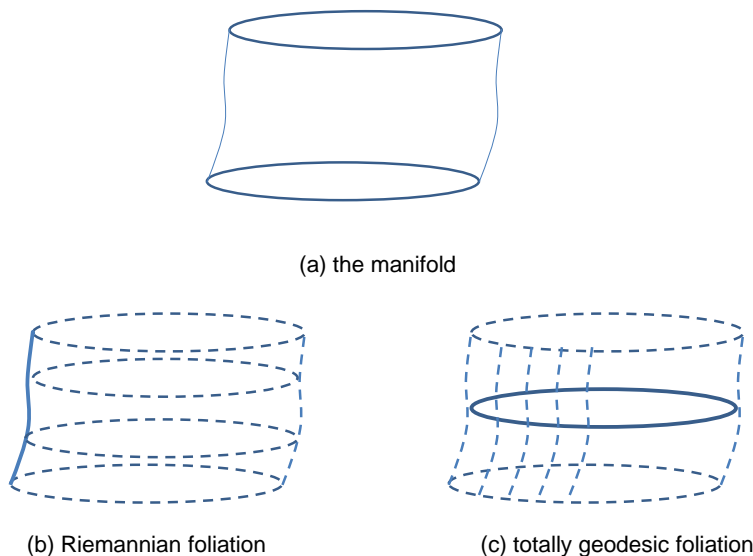 (a) the manifold
(b) Riemannian foliation
(c) totally geodesic foliation